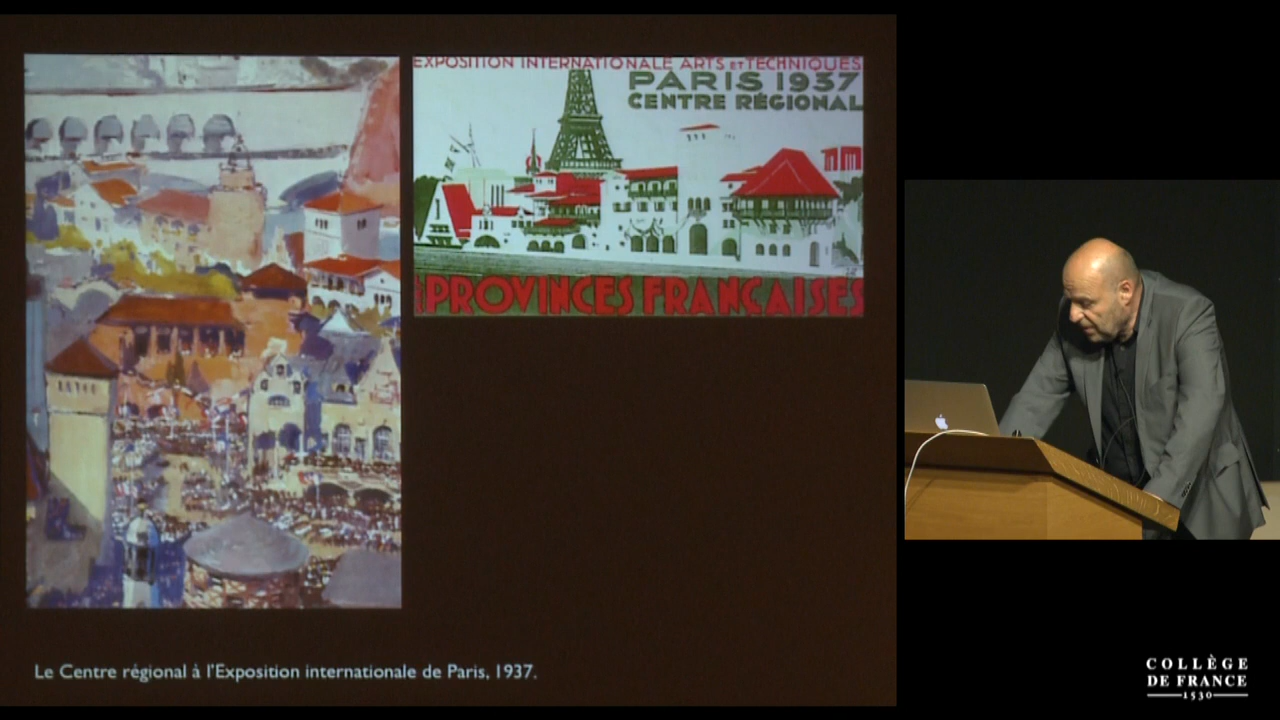 EXPOSITION INTERNATIONALE ARTS ET TECHNIQUES
PARIS 1937
CENTRE RÉGIONAL
PROVINCES FRANÇAISES
Le Centre régional à l'Exposition internationale de Paris, 1937.
COLLÈGE
DE FRANCE
1530